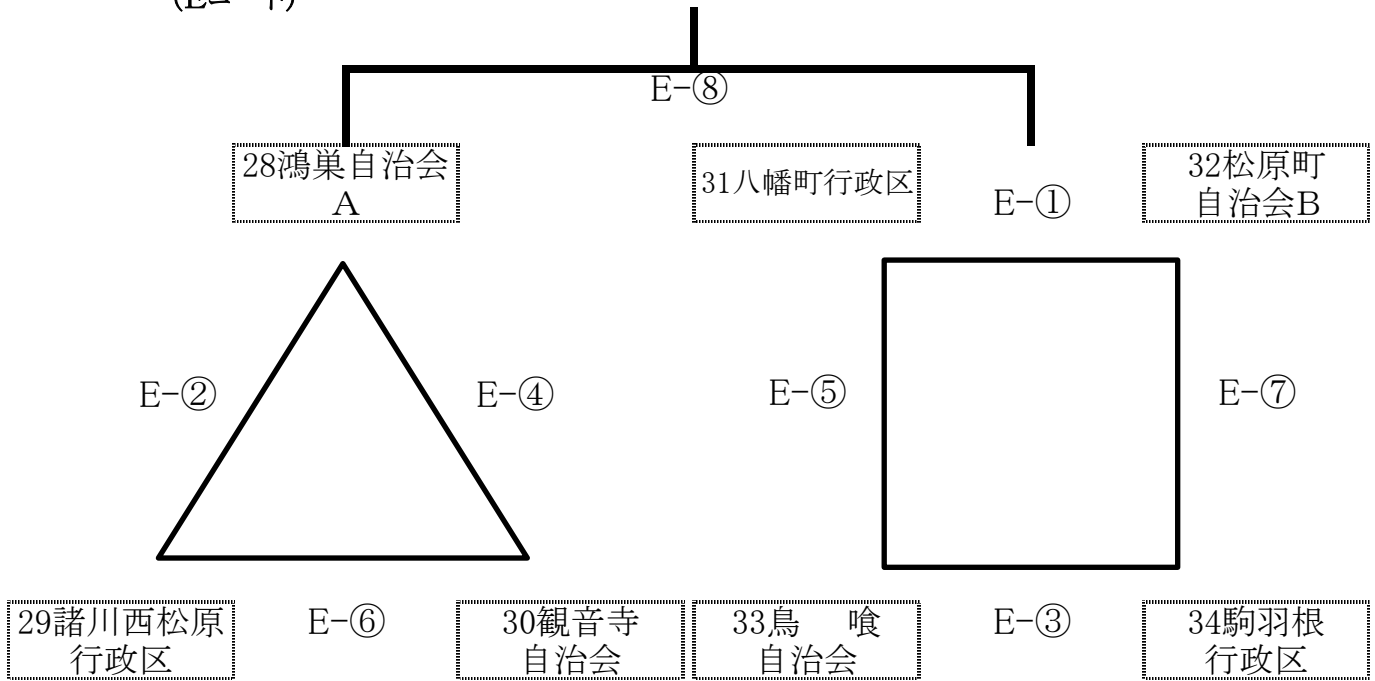 (Eコート)
E-⑧
28鴻巣自治会
A
31八幡町行政区
E-①
32松原町
自治会B
E-②
E-④
E-⑤
E-⑦
29諸川西松原
行政区
E-⑥
30観音寺
自治会
33鳥　喰
自治会
E-③
34駒羽根
行政区